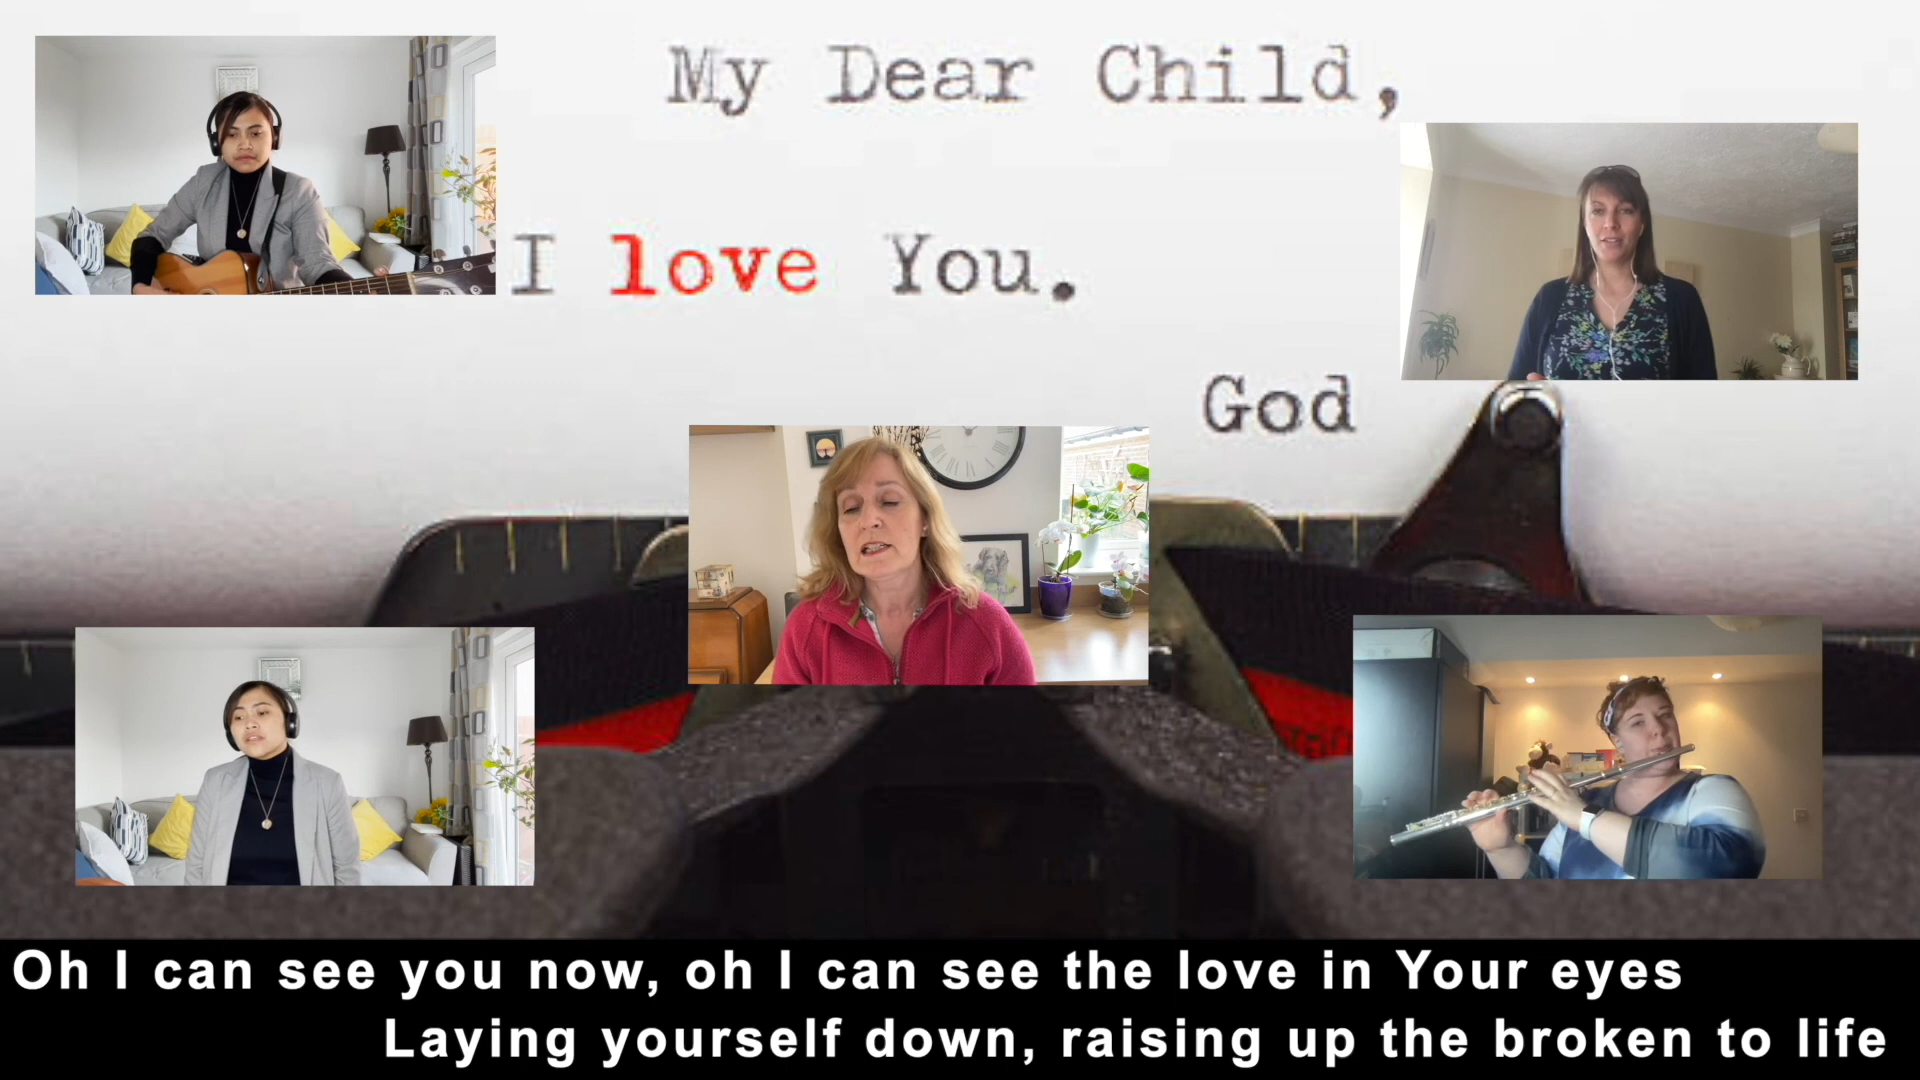 My Dear Child,
I love You.
God
Oh I can see you now, oh I can see the love in Your eyes
Laying yourself down, raising up the broken to life